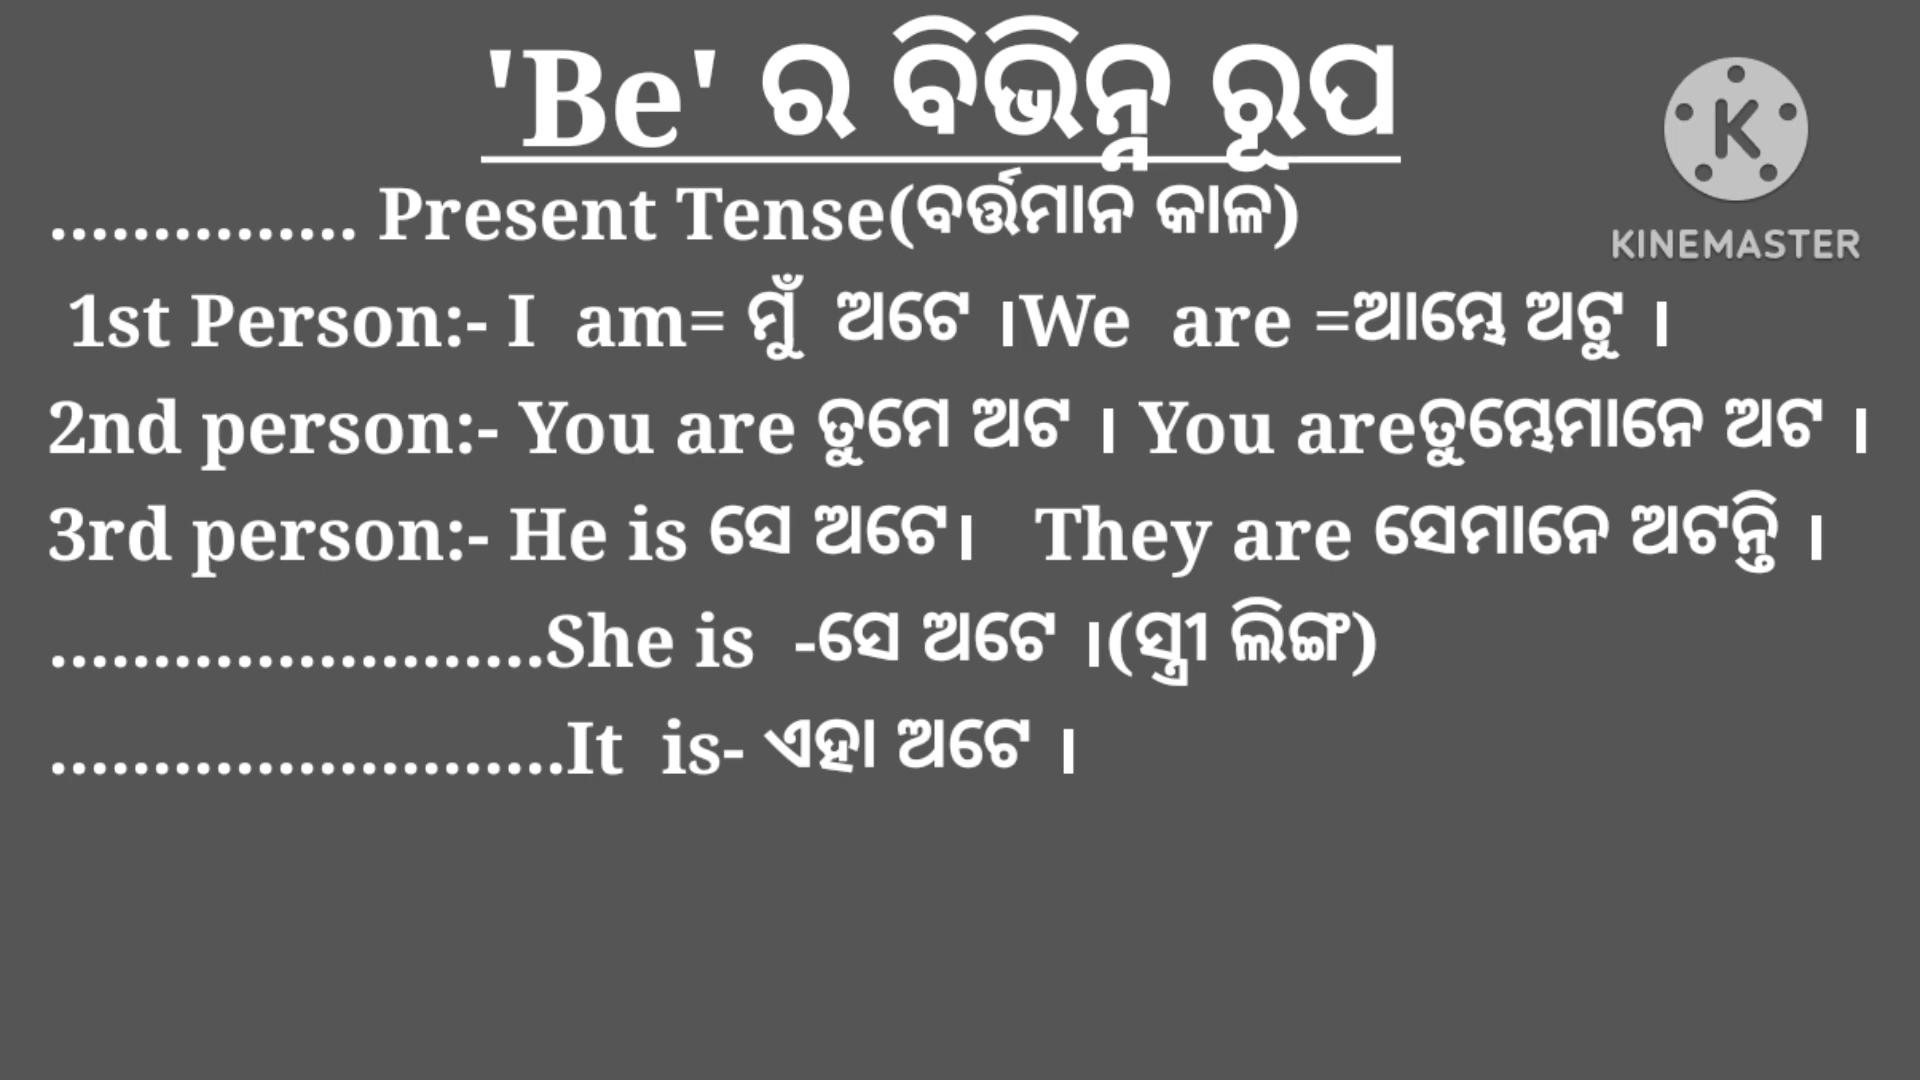 'Be' ର ବିଭିନ୍ନ ରୂପ
............... Present Tense(ବର୍ତ୍ତମାନ କାଳ)
1st Person:- I am= ମୁଁ ଅଟେ ।We are =ଆମ୍ଭେ ଅଟୁ ।
2nd person:- You are ତୁମେ ଅଟ । You areତୁମ୍ଭେମାନେ ଅଟ ।
3rd person:- He is ସେ ଅଟେ। They are ସେମାନେ ଅଟନ୍ତି ।
........................She is -ସେ ଅଟେ ।(ସ୍ତ୍ରୀ ଲିଙ୍ଗ)
.........................It is- ଏହା ଅଟେ ।
K
KINEMASTER